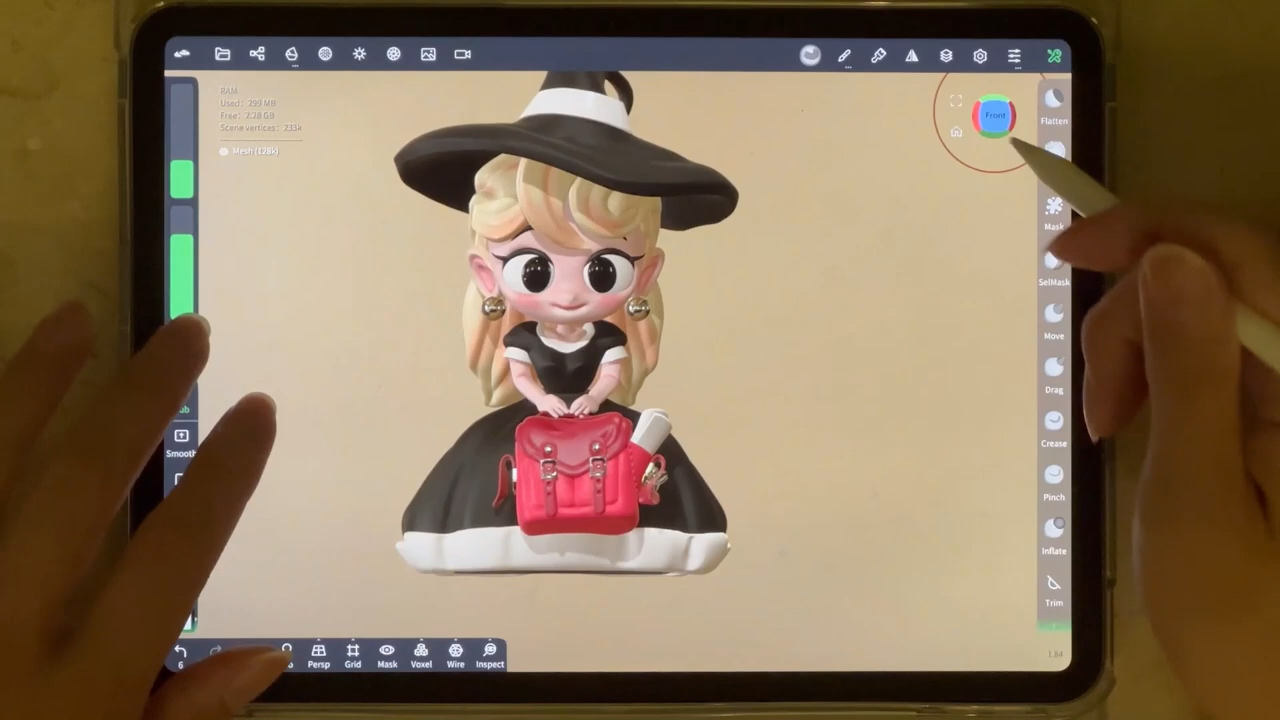 RAM
Used: 299 MB
Free: 2.28 GB
Scene vertices: 233k
Mesh (128k)
Front
Flatten
Mask
SelMask
Move
Drag
Crease
Pinch
Inflate
Trim
Smooth
6
Persp
Grid
Mask
Voxel
Wire
Inspect
1.84